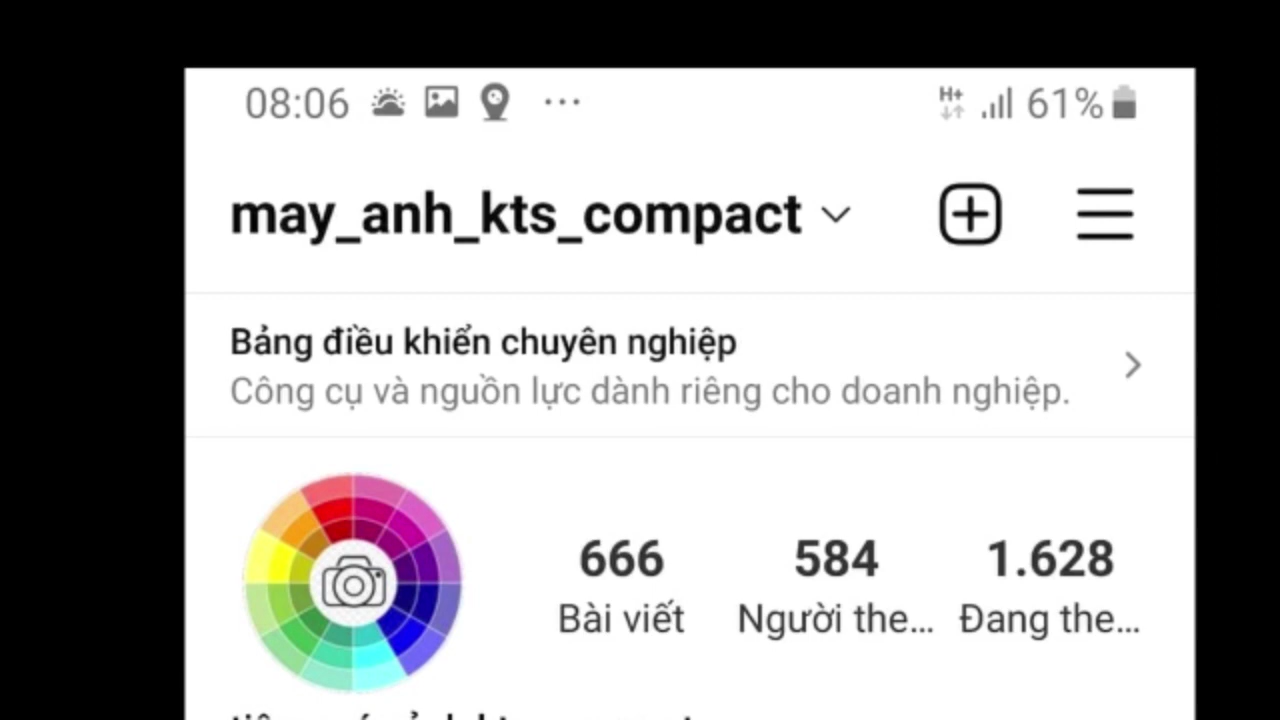 08:06 ... H+ 61%
may_anh_kts_compact
Bảng điều khiển chuyên nghiệp
Công cụ và nguồn lực dành riêng cho doanh nghiệp.
666 584 1.628
Bài viết Người the... Đang the...